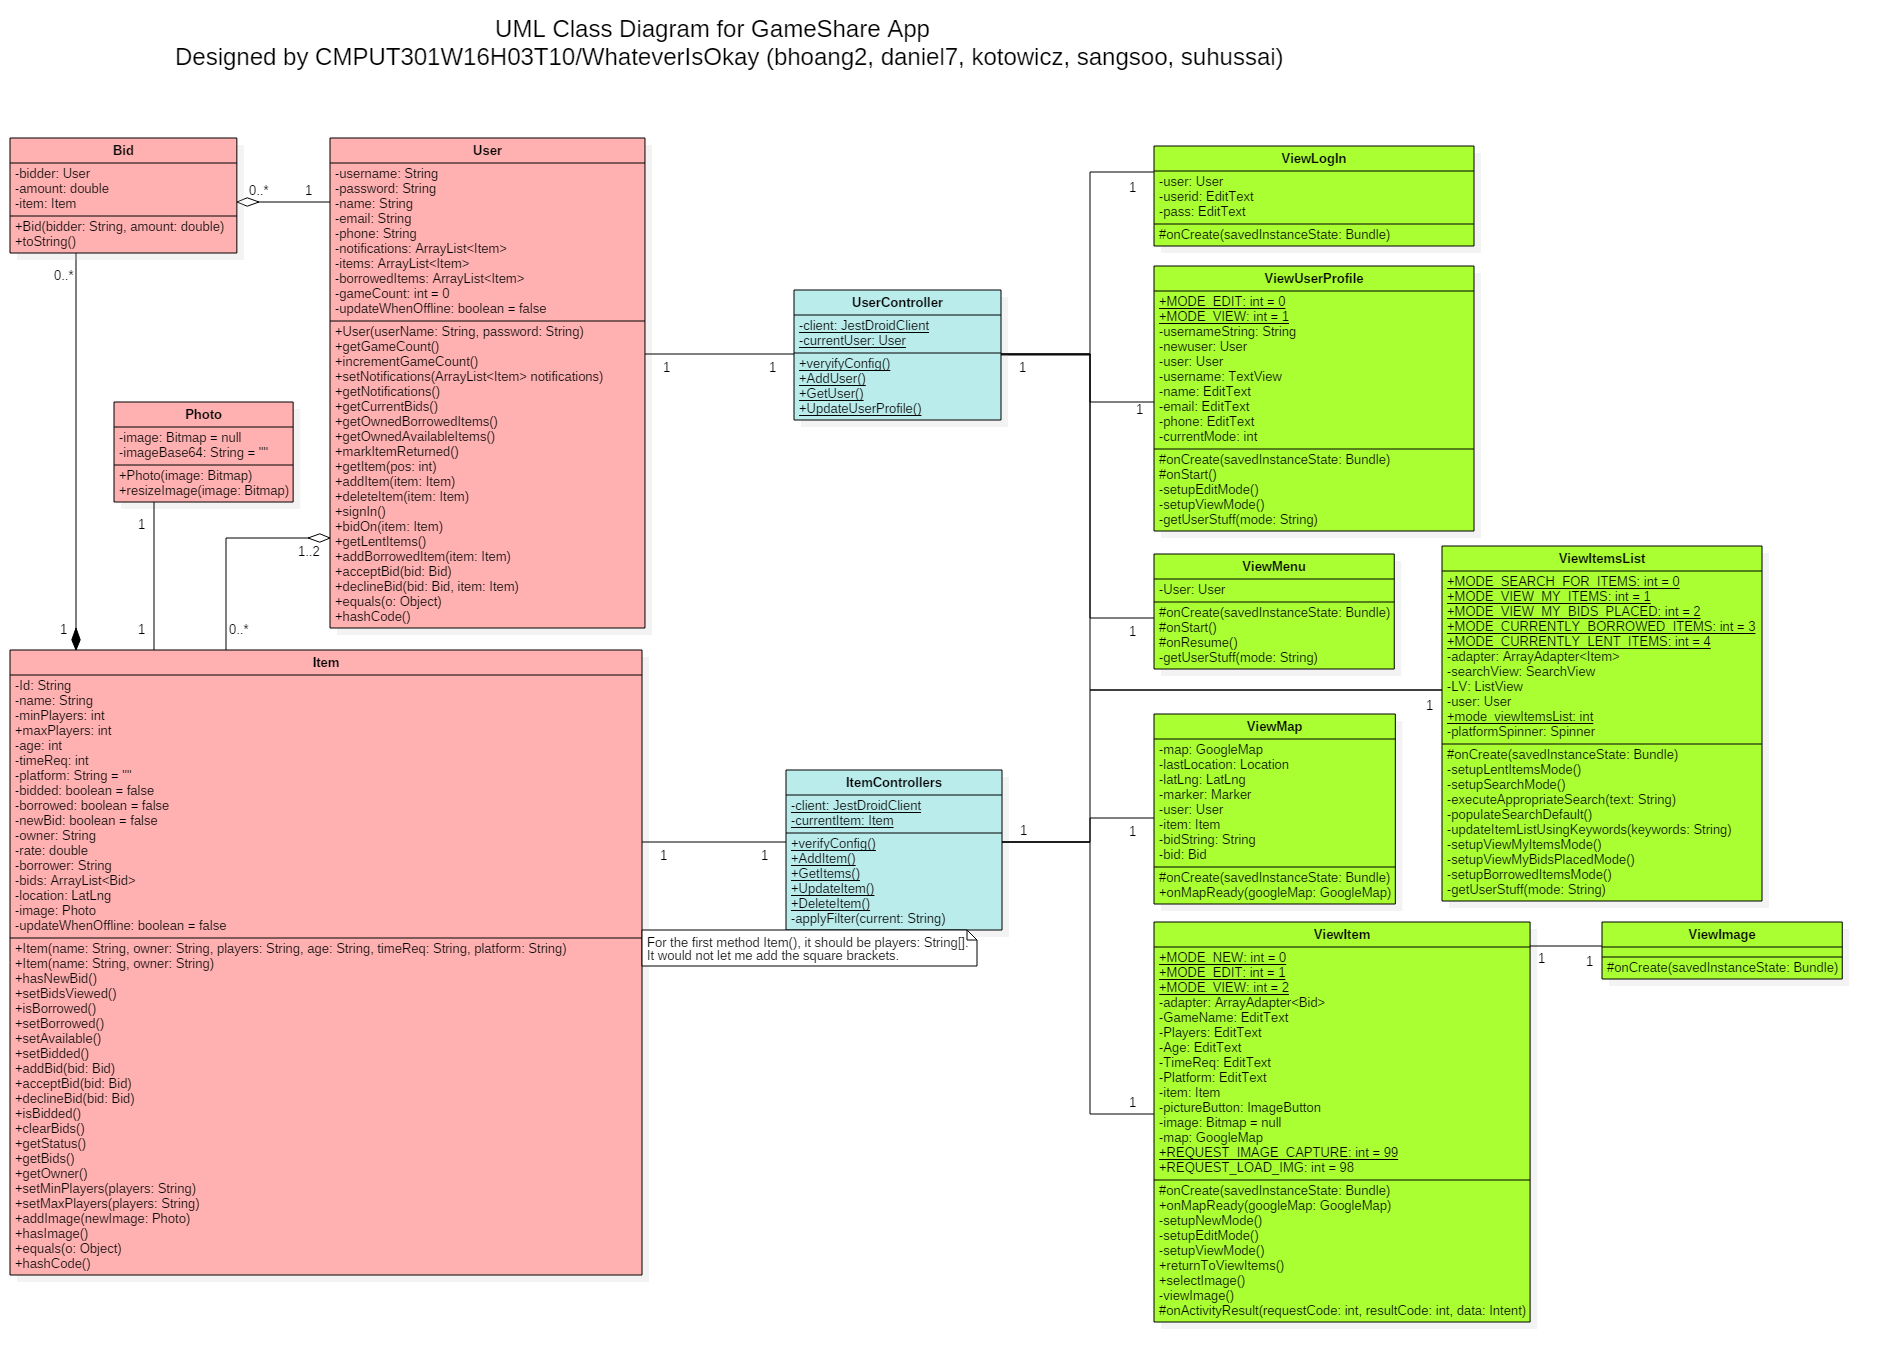 UML Class Diagram for GameShare App
Designed by CMPUT301W16H03T10/WhateverIsOkay (bhoang2, daniel7, kotowicz, sangsoo, suhussai)
Bid
-bidder: User
-amount: double
-item: Item
+Bid(bidder: String, amount: double)
+toString()
0..*
1
0..*
1
User
-username: String
-password: String
-name: String
-email: String
-phone: String
-notifications: ArrayList<Item>
-items: ArrayList<Item>
-borrowedItems: ArrayList<Item>
-gameCount: int = 0
-updateWhenOffline: boolean = false
+User(userName: String, password: String)
+getGameCount()
+incrementGameCount()
+setNotifications(ArrayList<Item> notifications)
+getNotifications()
+getCurrentBids()
+getOwnedBorrowedItems()
+getOwnedAvailableItems()
+markItemReturned()
+getItem(pos: int)
+addItem(item: Item)
+deleteItem(item: Item)
+signIn()
+bidOn(item: Item)
+getLentItems()
+addBorrowedItem(item: Item)
+acceptBid(bid: Bid)
+declineBid(bid: Bid, item: Item)
+equals(o: Object)
+hashCode()
Photo
-image: Bitmap = null
-imageBase64: String = ""
+Photo(image: Bitmap)
+resizeImage(image: Bitmap)
1
1
1..2
0..*
Item
-Id: String
-name: String
-minPlayers: int
+maxPlayers: int
-age: int
-timeReq: int
-platform: String = ""
-bidded: boolean = false
-borrowed: boolean = false
-newBid: boolean = false
-owner: String
-rate: double
-borrower: String
-bids: ArrayList<Bid>
-location: LatLng
-image: Photo
-updateWhenOffline: boolean = false
+Item(name: String, owner: String, players: String, age: String, timeReq: String, platform: String)
+Item(name: String, owner: String)
+hasNewBid()
+setBidsViewed()
+isBorrowed()
+setBorrowed()
+setAvailable()
+setBidded()
+addBid(bid: Bid)
+acceptBid(bid: Bid)
+declineBid(bid: Bid)
+isBidded()
+clearBids()
+getStatus()
+getBids()
+getOwner()
+setMinPlayers(players: String)
+setMaxPlayers(players: String)
+addImage(newImage: Photo)
+hasImage()
+equals(o: Object)
+hashCode()
1
1
UserController
-client: JestDroidClient
-currentUser: User
+veryifyConfig()
+AddUser()
+GetUser()
+UpdateUserProfile()
1
1
1
ItemControllers
-client: JestDroidClient
-currentItem: Item
+verifyConfig()
+AddItem()
+GetItems()
+UpdateItem()
+DeleteItem()
-applyFilter(current: String)
1
For the first method Item(), it should be players: String[].
It would not let me add the square brackets.
1
ViewLogIn
-user: User
-userid: EditText
-pass: EditText
#onCreate(savedInstanceState: Bundle)
1
ViewUserProfile
+MODE_EDIT: int = 0
+MODE_VIEW: int = 1
-usernameString: String
-newuser: User
-user: User
-username: TextView
-name: EditText
-email: EditText
-phone: EditText
-currentMode: int
#onCreate(savedInstanceState: Bundle)
#onStart()
-setupEditMode()
-setupViewMode()
-getUserStuff(mode: String)
1
ViewMenu
-User: User
#onCreate(savedInstanceState: Bundle)
#onStart()
#onResume()
-getUserStuff(mode: String)
1
ViewItemsList
+MODE_SEARCH_FOR_ITEMS: int = 0
+MODE_VIEW_MY_ITEMS: int = 1
+MODE_VIEW_MY_BIDS_PLACED: int = 2
+MODE_CURRENTLY_BORROWED_ITEMS: int = 3
+MODE_CURRENTLY_LENT_ITEMS: int = 4
-adapter: ArrayAdapter<Item>
-searchView: SearchView
-LV: ListView
-user: User
+mode_viewItemsList: int
-platformSpinner: Spinner
#onCreate(savedInstanceState: Bundle)
-setupLentItemsMode()
-setupSearchMode()
-executeAppropriateSearch(text: String)
-populateSearchDefault()
-updateItemListUsingKeywords(keywords: String)
-setupViewMyItemsMode()
-setupViewMyBidsPlacedMode()
-setupBorrowedItemsMode()
-getUserStuff(mode: String)
1
ViewMap
-map: GoogleMap
-lastLocation: Location
-latLng: LatLng
-marker: Marker
-user: User
-item: Item
-bidString: String
-bid: Bid
#onCreate(savedInstanceState: Bundle)
+onMapReady(googleMap: GoogleMap)
1
ViewItem
+MODE_NEW: int = 0
+MODE_EDIT: int = 1
+MODE_VIEW: int = 2
-adapter: ArrayAdapter<Bid>
-GameName: EditText
-Players: EditText
-Age: EditText
-TimeReq: EditText
-Platform: EditText
-item: Item
-pictureButton: ImageButton
-image: Bitmap = null
-map: GoogleMap
+REQUEST_IMAGE_CAPTURE: int = 99
+REQUEST_LOAD_IMG: int = 98
#onCreate(savedInstanceState: Bundle)
+onMapReady(googleMap: GoogleMap)
-setupNewMode()
-setupEditMode()
-setupViewMode()
+returnToViewItems()
+selectImage()
-viewImage()
#onActivityResult(requestCode: int, resultCode: int, data: Intent)
1
1
ViewImage
#onCreate(savedInstanceState: Bundle)